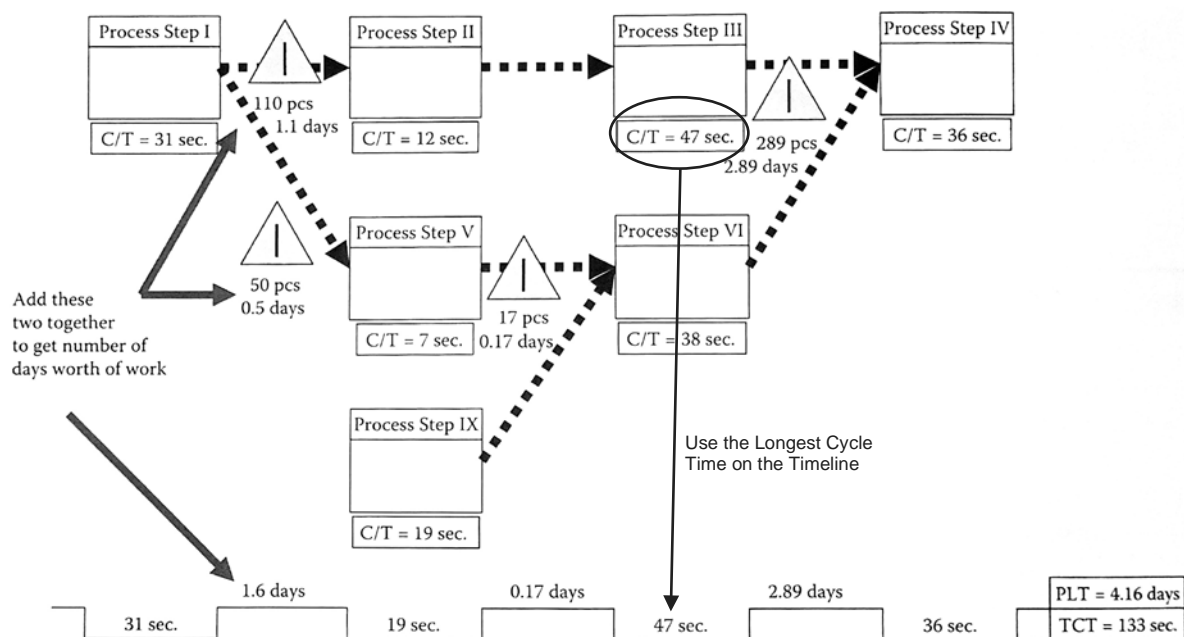 Process Step I
Process Step II
Process Step III
Process Step IV
110 pcs
1.1 days
289 pcs
2.89 days
C/T = 31 sec.
C/T = 12 sec.
C/T = 47 sec.
C/T = 36 sec.
Process Step V
Process Step VI
50 pcs
0.5 days
17 pcs
0.17 days
C/T = 7 sec.
C/T = 38 sec.
Add these
two together
to get number of
days worth of work
Process Step IX
C/T = 19 sec.
Use the Longest Cycle
Time on the Timeline
1.6 days
0.17 days
2.89 days
PLT = 4.16 days
31 sec.
19 sec.
47 sec.
36 sec.
TCT = 133 sec.